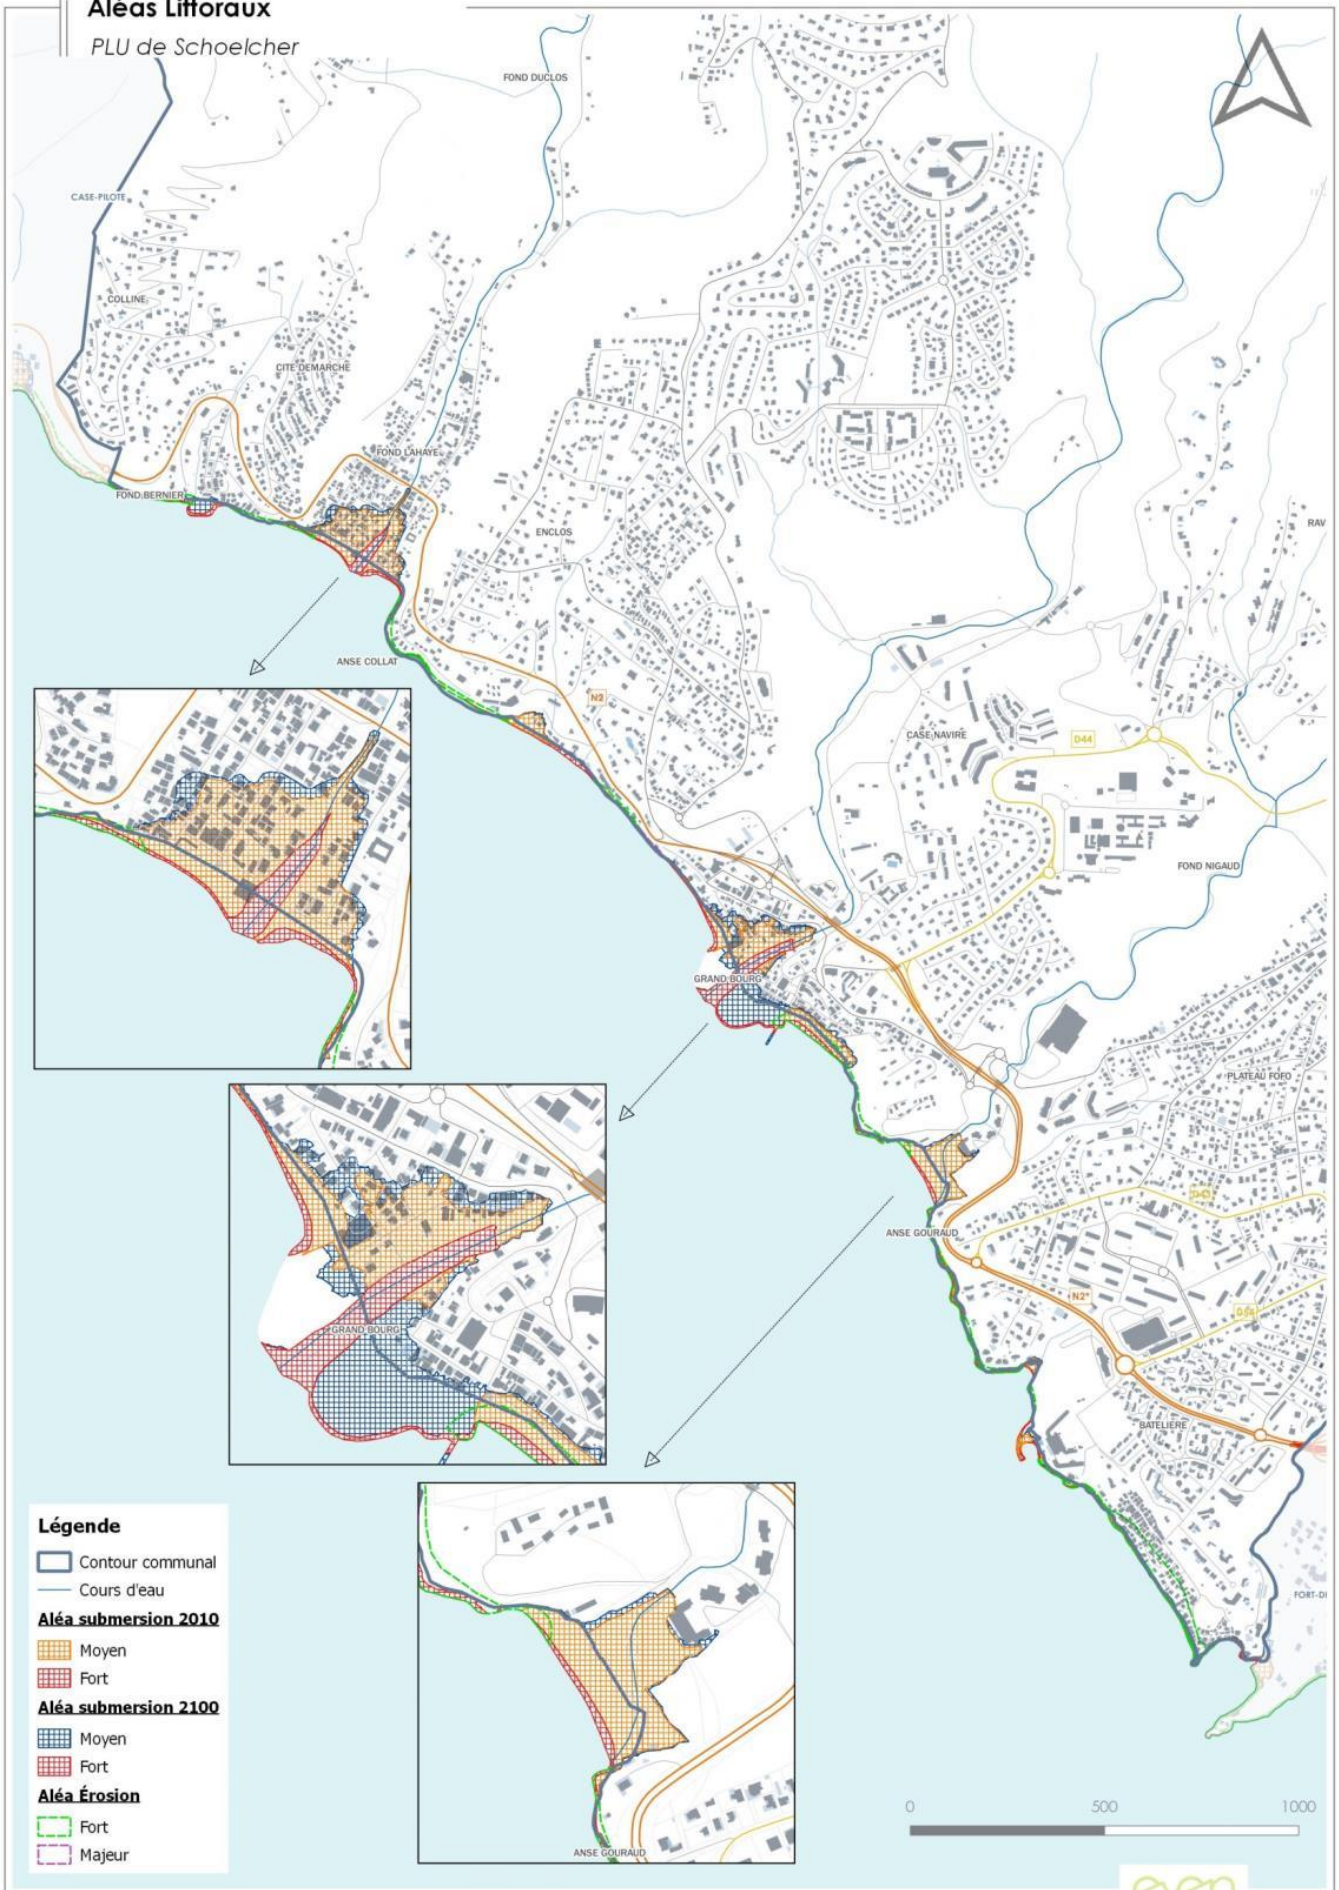 Aléas Littoraux
PLU de Schoelcher
FOND DUCLOS
CASE-PILOTE
COLLINE
CITE DEMARCHE
FOND LAHAYE
FOND BERNIER
ENCLOS
RAV
ANSE COLLAT
N2
CASE NAVIRE
D44
FOND NIGAUD
GRAND BOURG
PLATEAU FOFO
ANSE GOURAUD
N2*
BATELIERE
FORT-D
GRAND BOURG
ANSE GOURAUD
Légende
Contour communal
Cours d'eau
Aléa submersion 2010
Moyen
Fort
Aléa submersion 2100
Moyen
Fort
Aléa Érosion
Fort
Majeur
0 500 1000